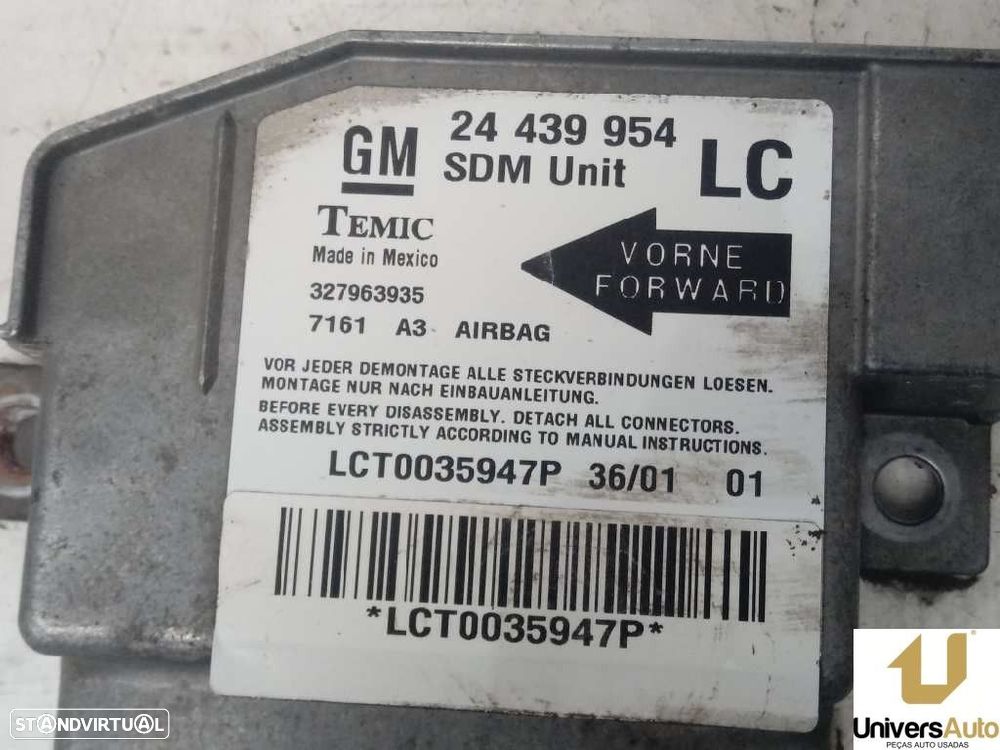 GM
24 439 954
SDM Unit
LC
TEMIC
Made in Mexico
327963935
7161 A3 AIRBAG
VORNE
FORWARD
VOR JEDER DEMONTAGE ALLE STECKVERBINDUNGEN LOESEN.
MONTAGE NUR NACH EINBAUANLEITUNG.
BEFORE EVERY DISASSEMBLY. DETACH ALL CONNECTORS.
ASSEMBLY STRICTLY ACCORDING TO MANUAL INSTRUCTIONS.
LCT0035947P 36/01 01
*LCT0035947P*
STANDVIRTUAL
UniversAuto
PEÇAS AUTO USADAS